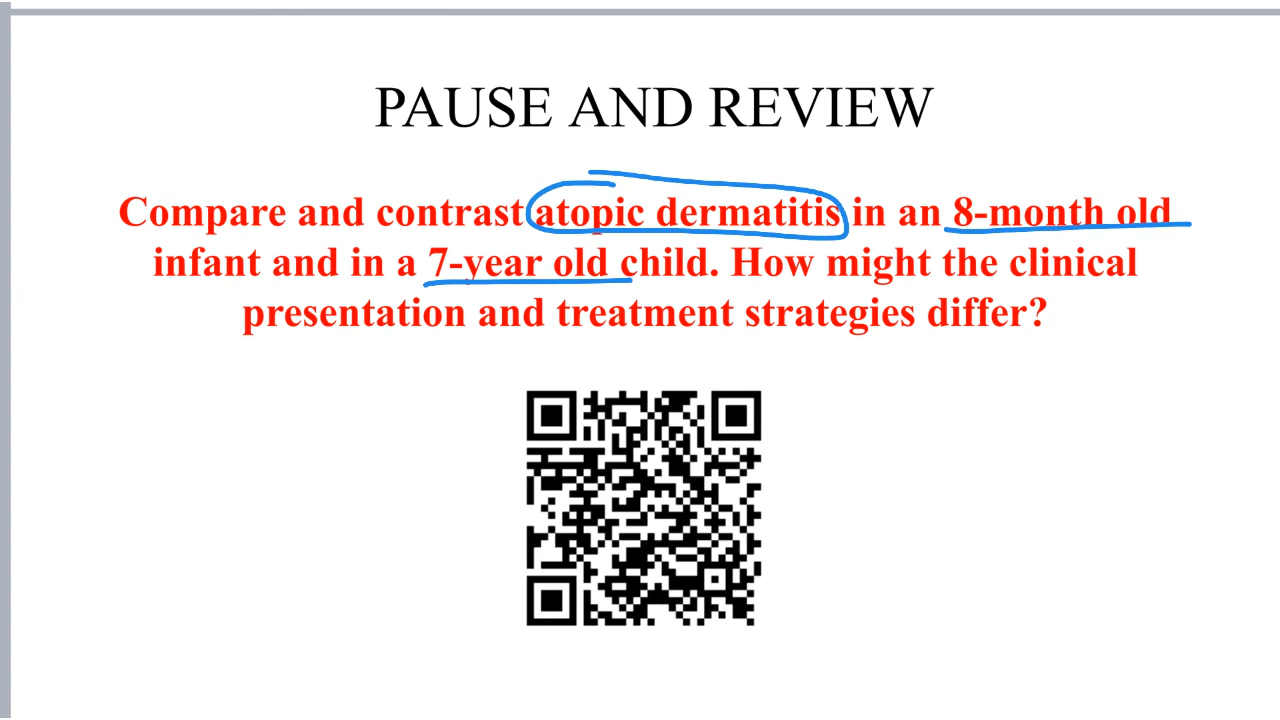 PAUSE AND REVIEW
Compare and contrast atopic dermatitis in an 8-month old
infant and in a 7-year old child. How might the clinical
presentation and treatment strategies differ?